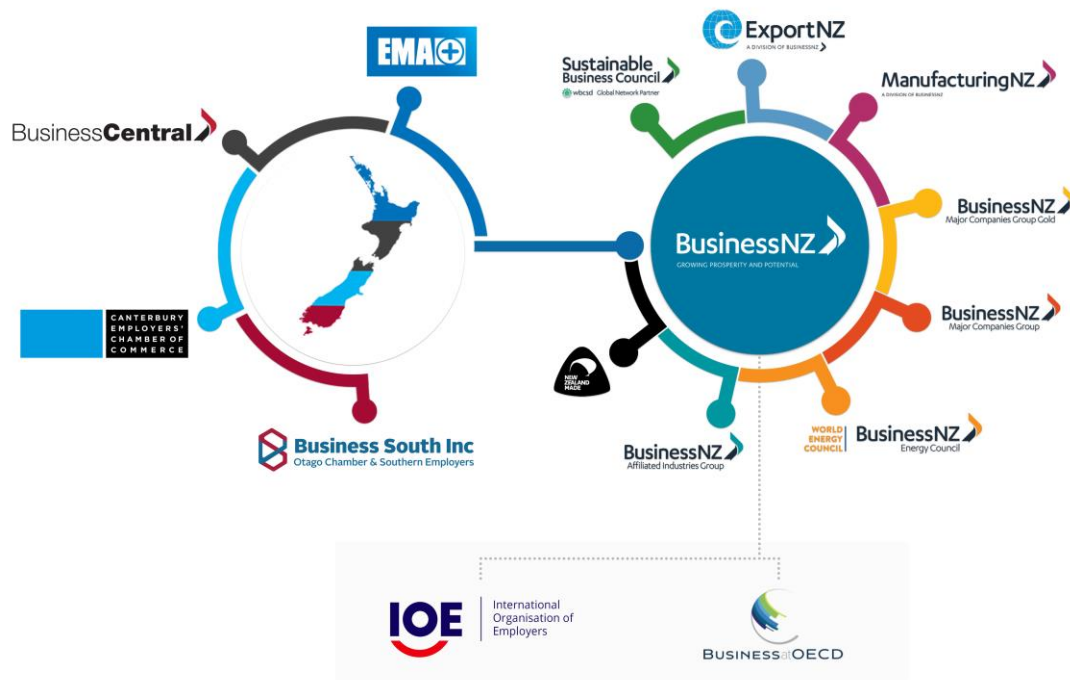 EMA
BusinessCentral
CANTERBURY
EMPLOYERS'
CHAMBER OF
COMMERCE
Business South Inc
Otago Chamber & Southern Employers
Sustainable
Business Council
wbcsd Global Network Partner
ExportNZ
A DIVISION OF BUSINESSNZ
ManufacturingNZ
A DIVISION OF BUSINESSNZ
BusinessNZ
Major Companies Group Gold
BusinessNZ
Major Companies Group
WORLD
ENERGY
COUNCIL
BusinessNZ
Energy Council
BusinessNZ
Affiliated Industries Group
NEW
ZEALAND
MADE
BusinessNZ
GROWING PROSPERITY AND POTENTIAL
IOE
International
Organisation of
Employers
BUSINESSatOECD